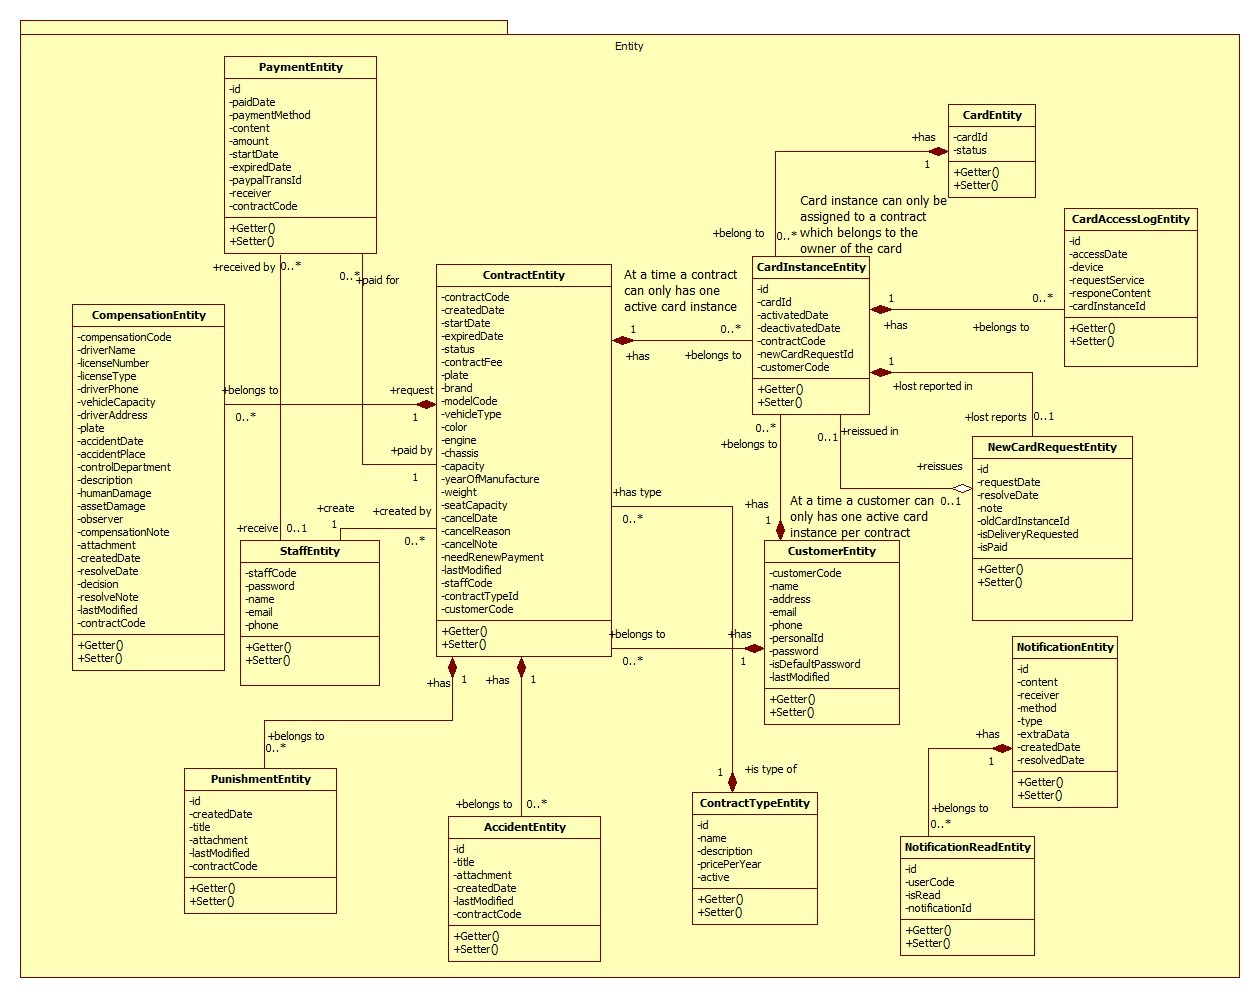 Entity
PaymentEntity
-id
-paidDate
-paymentMethod
-content
-amount
-startDate
-expiredDate
-paypalTransId
-receiver
-contractCode
+Getter()
+Setter()
+received by
0..*
0..*
+paid for
CardEntity
-cardId
-status
+Getter()
+Setter()
+has
1
+belong to
0..*
Card instance can only be
assigned to a contract
which belongs to the
owner of the card
CardAccessLogEntity
-id
-accessDate
-device
-requestService
-responeContent
-cardInstanceId
+Getter()
+Setter()
CardInstanceEntity
-id
-cardId
-activatedDate
-deactivatedDate
-contractCode
-newCardRequestId
-customerCode
+Getter()
+Setter()
1
+has
0..*
+belongs to
1
+lost reported in
+lost reports
0..1
At a time a contract
can only has one
active card instance
1
+has
0..*
+belongs to
ContractEntity
-contractCode
-createdDate
-startDate
-expiredDate
-status
-contractFee
-plate
-brand
-modelCode
-vehicleType
-color
-engine
-chassis
-capacity
-yearOfManufacture
-weight
-seatCapacity
-cancelDate
-cancelReason
-cancelNote
-needRenewPayment
-lastModified
-staffCode
-contractTypeId
-customerCode
+Getter()
+Setter()
CompensationEntity
-compensationCode
-driverName
-licenseNumber
-licenseType
-driverPhone
-vehicleCapacity
-driverAddress
-plate
-accidentDate
-accidentPlace
-controlDepartment
-description
-humanDamage
-assetDamage
-observer
-compensationNote
-attachment
-createdDate
-resolveDate
-decision
-resolveNote
-lastModified
-contractCode
+Getter()
+Setter()
+belongs to
0..*
+request
1
+paid by
1
+create
1
+created by
0..*
+receive
0..1
StaffEntity
-staffCode
-password
-name
-email
-phone
+Getter()
+Setter()
0..*
+belongs to
+reissued in
0..1
+reissues
0..1
NewCardRequestEntity
-id
-requestDate
-resolveDate
-note
-oldCardInstanceId
-isDeliveryRequested
-isPaid
+Getter()
+Setter()
+has type
0..*
+has
1
At a time a customer can
only has one active card
instance per contract
CustomerEntity
-customerCode
-name
-address
-email
-phone
-personalId
-password
-isDefaultPassword
-lastModified
+Getter()
+Setter()
+belongs to
0..*
+has
1
NotificationEntity
-id
-content
-receiver
-method
-type
-extraData
-createdDate
-resolvedDate
+Getter()
+Setter()
+has
1
+belongs to
0..*
+has
1
+has
1
+belongs to
0..*
PunishmentEntity
-id
-createdDate
-title
-attachment
-lastModified
-contractCode
+Getter()
+Setter()
+belongs to
0..*
AccidentEntity
-id
-title
-attachment
-createdDate
-lastModified
-contractCode
+Getter()
+Setter()
1
+is type of
ContractTypeEntity
-id
-name
-description
-pricePerYear
-active
+Getter()
+Setter()
NotificationReadEntity
-id
-userCode
-isRead
-notificationId
+Getter()
+Setter()